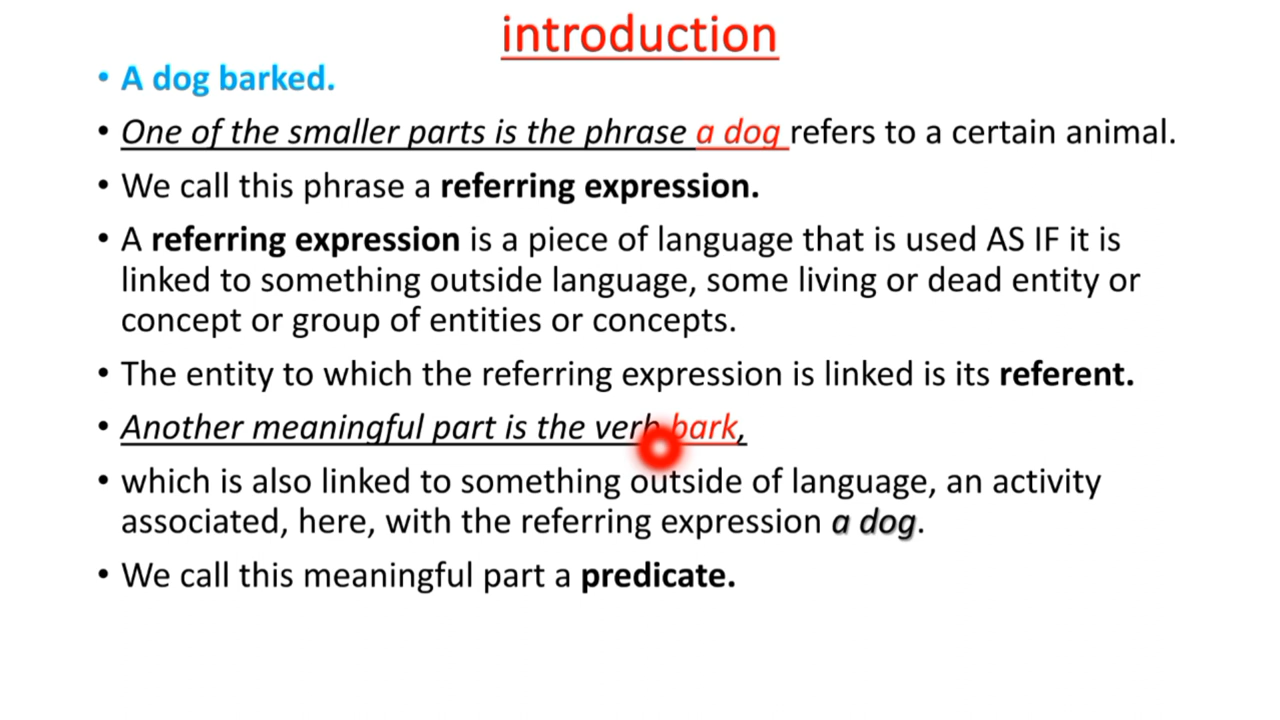 introduction
• A dog barked.
• One of the smaller parts is the phrase a dog refers to a certain animal.
• We call this phrase a referring expression.
• A referring expression is a piece of language that is used AS IF it is
linked to something outside language, some living or dead entity or
concept or group of entities or concepts.
• The entity to which the referring expression is linked is its referent.
• Another meaningful part is the verb bark,
• which is also linked to something outside of language, an activity
associated, here, with the referring expression a dog.
• We call this meaningful part a predicate.